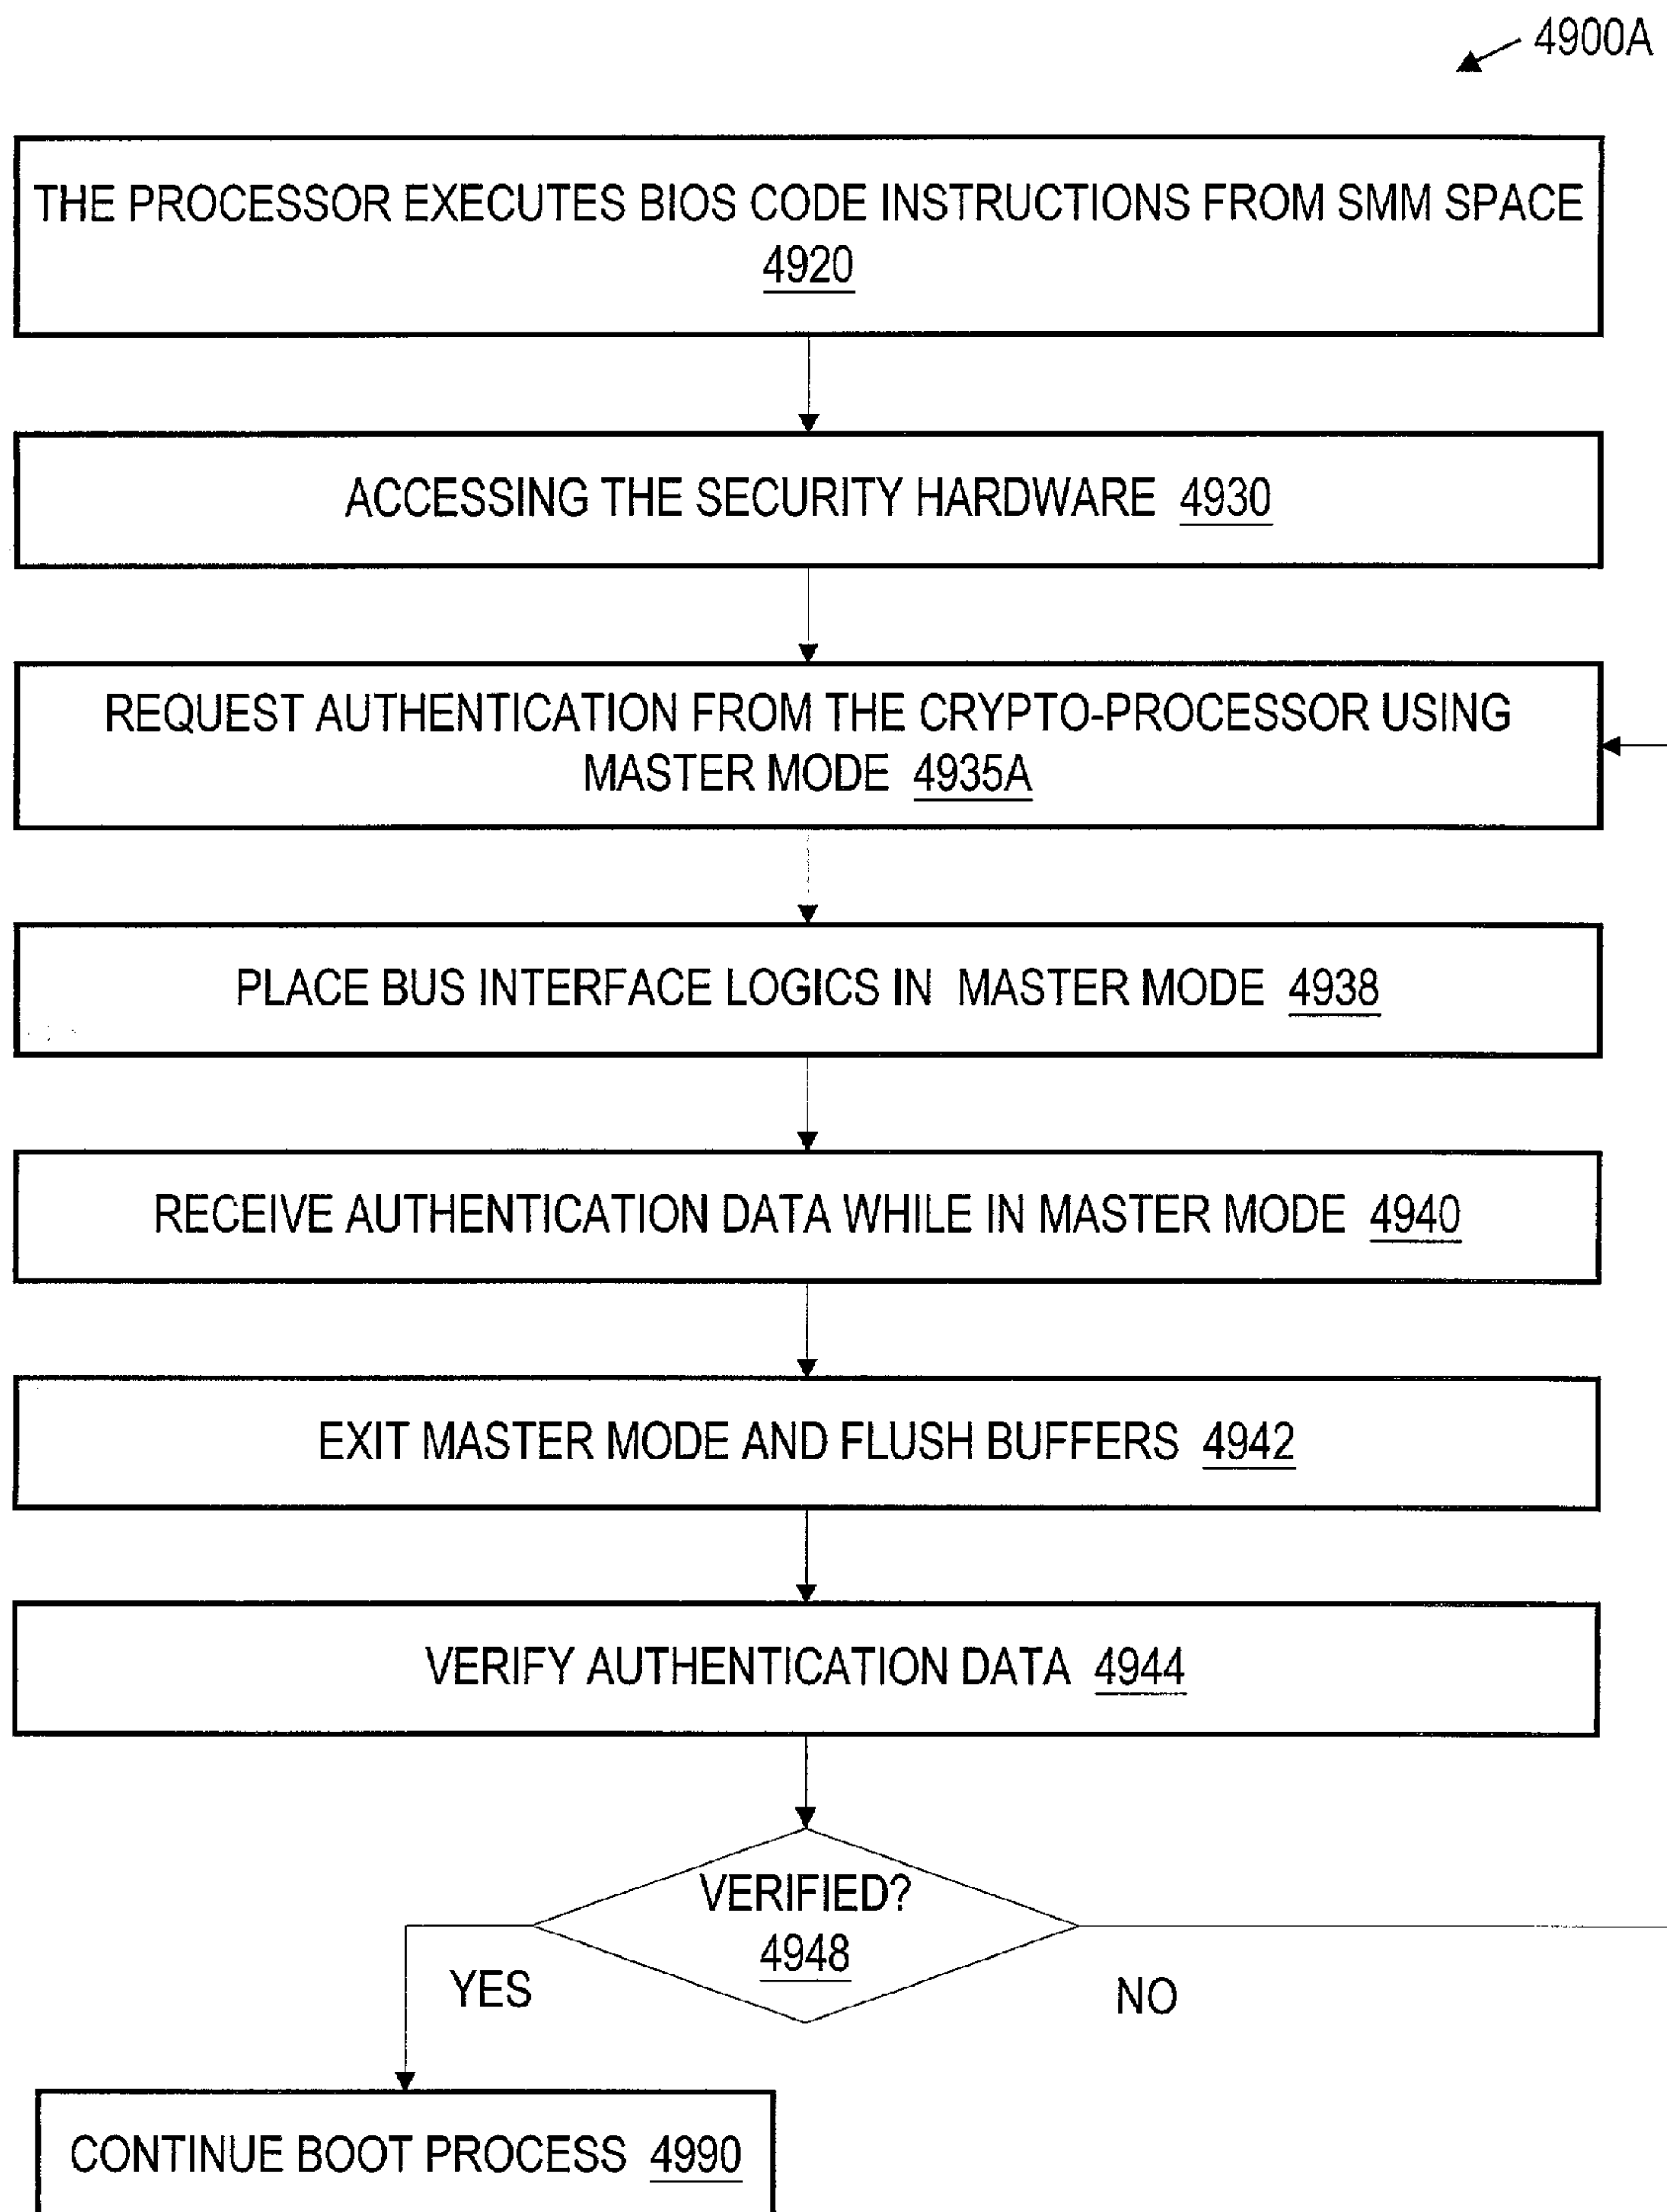 4900A
THE PROCESSOR EXECUTES BIOS CODE INSTRUCTIONS FROM SMM SPACE
4920
ACCESSING THE SECURITY HARDWARE 4930
REQUEST AUTHENTICATION FROM THE CRYPTO-PROCESSOR USING
MASTER MODE 4935A
PLACE BUS INTERFACE LOGICS IN MASTER MODE 4938
RECEIVE AUTHENTICATION DATA WHILE IN MASTER MODE 4940
EXIT MASTER MODE AND FLUSH BUFFERS 4942
VERIFY AUTHENTICATION DATA 4944
VERIFIED?
4948
YES
NO
CONTINUE BOOT PROCESS 4990